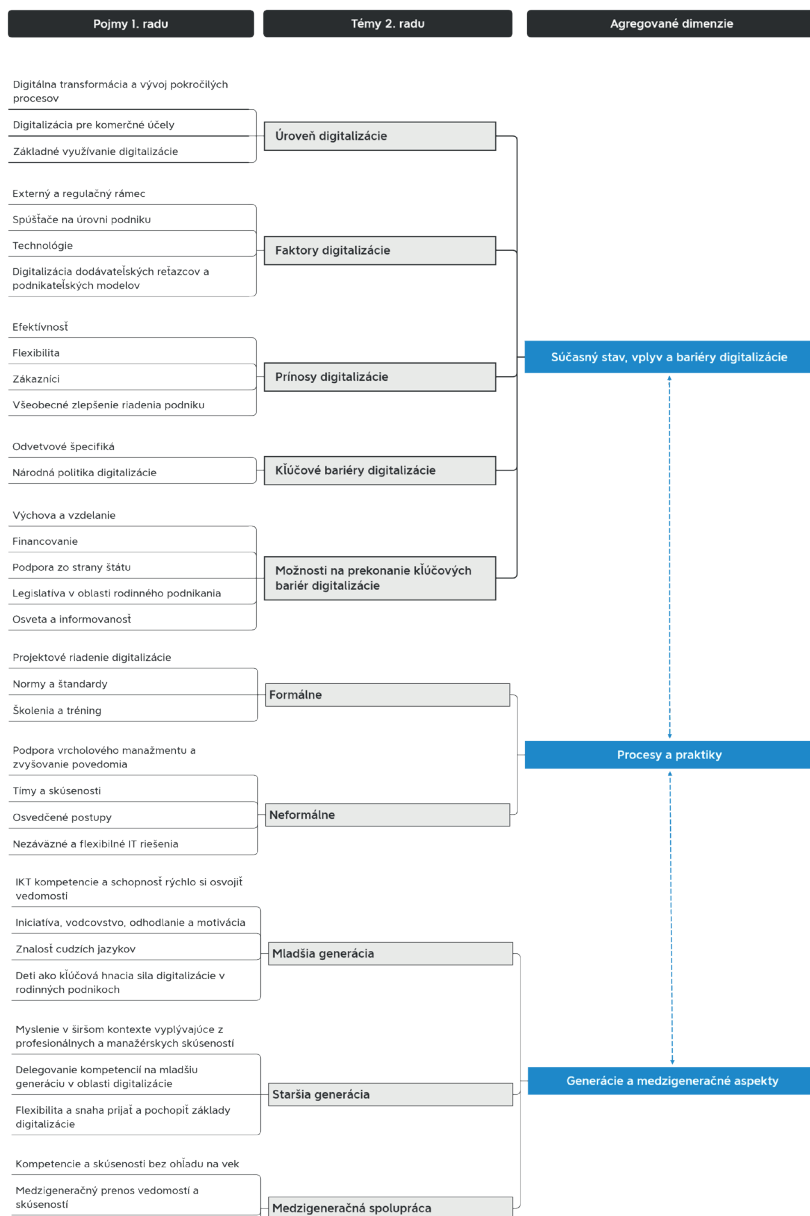 Pojmy 1. radu
Témy 2. radu
Agregované dimenzie
Digitálna transformácia a vývoj pokročilých
procesov
Digitalizácia pre komerčné účely
Základné využívanie digitalizácie
Úroveň digitalizácie
Externý a regulačný rámec
Spúšťače na úrovni podniku
Technológie
Digitalizácia dodávateľských reťazcov a
podnikateľských modelov
Faktory digitalizácie
Efektívnosť
Flexibilita
Zákazníci
Všeobecné zlepšenie riadenia podniku
Prínosy digitalizácie
Súčasný stav, vplyv a bariéry digitalizácie
Odvetvové špecifiká
Národná politika digitalizácie
Kľúčové bariéry digitalizácie
Výchova a vzdelanie
Financovanie
Podpora zo strany štátu
Legislatíva v oblasti rodinného podnikania
Osveta a informovanosť
Možnosti na prekonanie kľúčových
bariér digitalizácie
Projektové riadenie digitalizácie
Normy a štandardy
Školenia a tréning
Formálne
Podpora vrcholového manažmentu a
zvyšovanie povedomia
Tímy a skúsenosti
Osvedčené postupy
Nezáväzné a flexibilné IT riešenia
Neformálne
Procesy a praktiky
IKT kompetencie a schopnosť rýchlo si osvojiť
vedomosti
Iniciatíva, vodcovstvo, odhodlanie a motivácia
Znalosť cudzích jazykov
Deti ako kľúčová hnacia sila digitalizácie v
rodinných podnikoch
Mladšia generácia
Myslenie v širšom kontexte vyplývajúce z
profesionálnych a manažérskych skúseností
Delegovanie kompetencií na mladšiu
generáciu v oblasti digitalizácie
Flexibilita a snaha prijať a pochopiť základy
digitalizácie
Staršia generácia
Generácie a medzigeneračné aspekty
Kompetencie a skúsenosti bez ohľadu na vek
Medzigeneračný prenos vedomostí a
skúseností
Medzigeneračná spolupráca